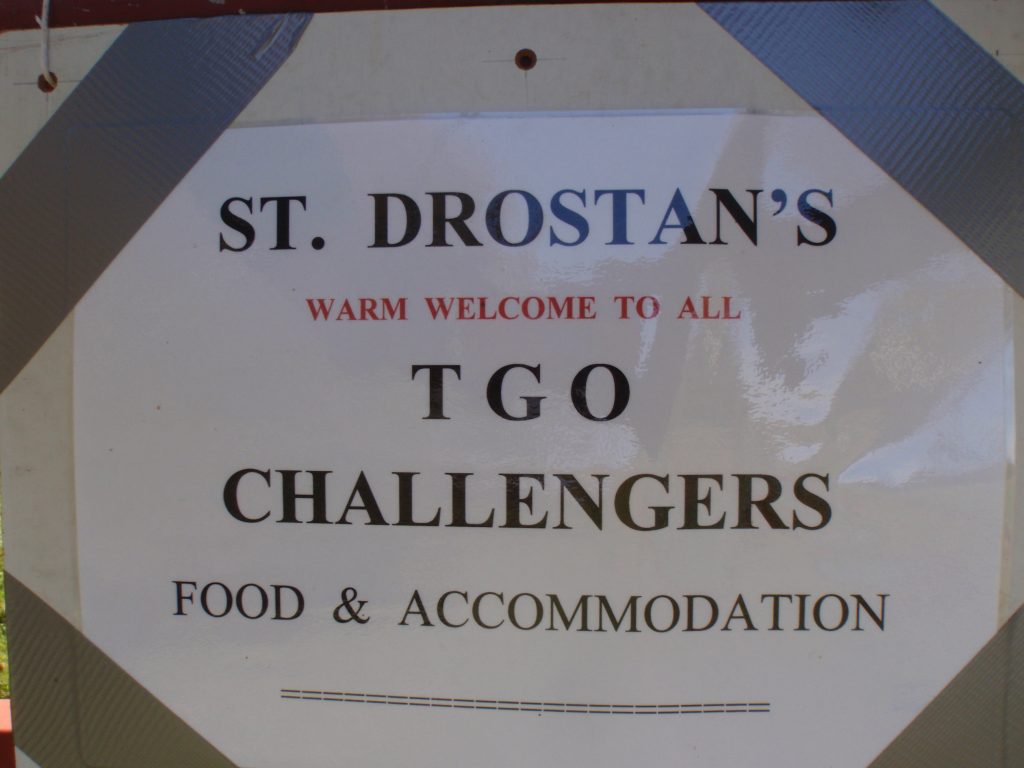 ST. DROSTAN'S
WARM WELCOME TO ALL
T G O
CHALLENGERS
FOOD & ACCOMMODATION